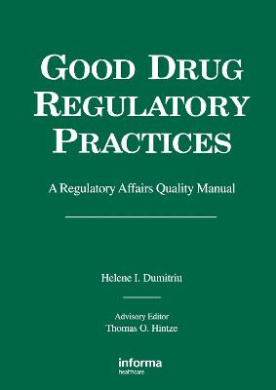 GOOD DRUG
REGULATORY
PRACTICES
A Regulatory Affairs Quality Manual
Helene I. Dumitriu
Advisory Editor
Thomas O. Hintze
informa
healthcare